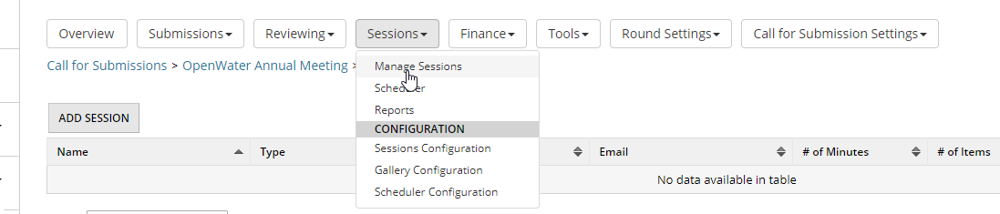 Overview Submissions Reviewing Sessions Finance Tools Round Settings Call for Submission Settings
Call for Submissions > OpenWater Annual Meeting >
Manage Sessions
Scheduler
Reports
CONFIGURATION
Sessions Configuration
Gallery Configuration
Scheduler Configuration
ADD SESSION
Name Type Email # of Minutes # of Items
No data available in table